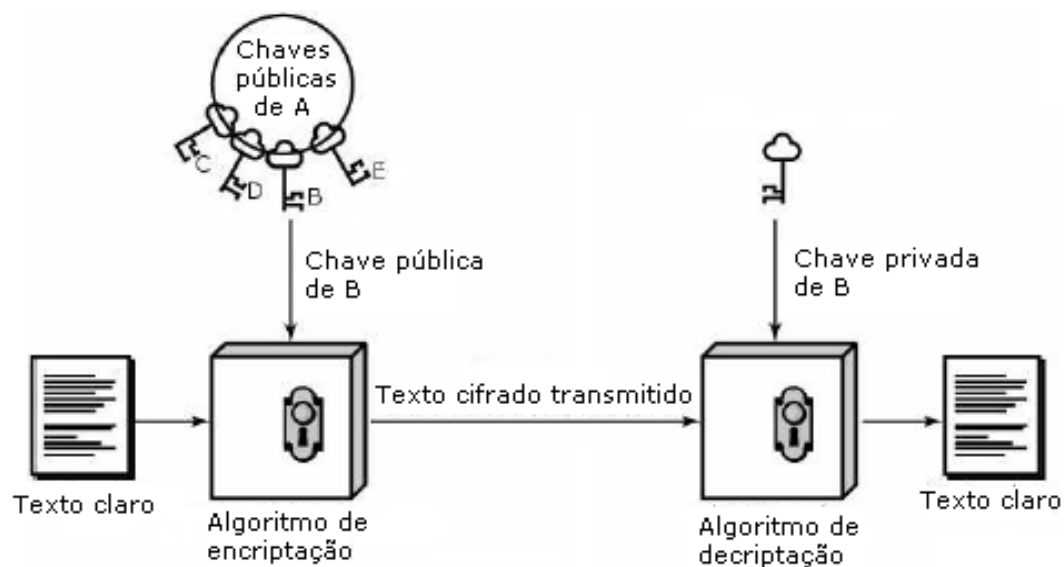 Chaves
públicas
de A
C
D
B
E
Chave pública
de B
Chave privada
de B
Texto cifrado transmitido
Texto claro
Algoritmo de
encriptação
Algoritmo de
decriptação
Texto claro